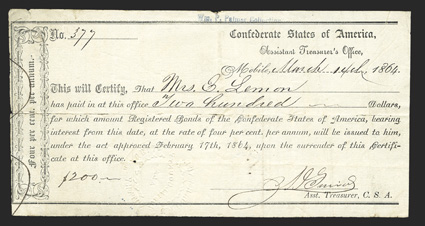 No. 377
Confederate States of America,
Assistant Treasurer's Office,
Mobile, March 14th, 1864.
This will Certify, That Mrs. E. Lemon
has paid in at this office Two hundred Dollars,
for which amount Registered Bonds of the Confederate States of America, bearing
interest from this date, at the rate of four per cent. per annum, will be issued to him,
under the act approved February 17th, 1864, upon the surrender of this Certifi-
cate at this office.
$200
Asst. Treasurer, C. S. A.
Four per cent. per annum.